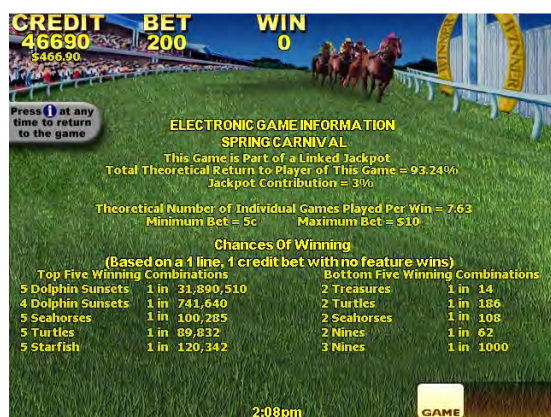 CREDIT BET WIN
46690 200 0
$466.90
WINNER
WINNER
Press i at any
time to return
to the game
ELECTRONIC GAME INFORMATION
SPRING CARNIVAL
This Game is Part of a Linked Jackpot
Total Theoretical Return to Player of This Game = 93.24%
Jackpot Contribution = 3%
Theoretical Number of Individual Games Played Per Win = 7.63
Minimum Bet = 5c Maximum Bet = $10
Chances Of Winning
(Based on a 1 line, 1 credit bet with no feature wins)
Top Five Winning Combinations Bottom Five Winning Combinations
5 Dolphin Sunsets 1 in 31,890,510 2 Treasures 1 in 14
4 Dolphin Sunsets 1 in 741,640 2 Turtles 1 in 186
5 Seahorses 1 in 100,285 2 Seahorses 1 in 108
5 Turtles 1 in 89,832 2 Nines 1 in 62
5 Starfish 1 in 120,342 3 Nines 1 in 1000
2:08pm GAME